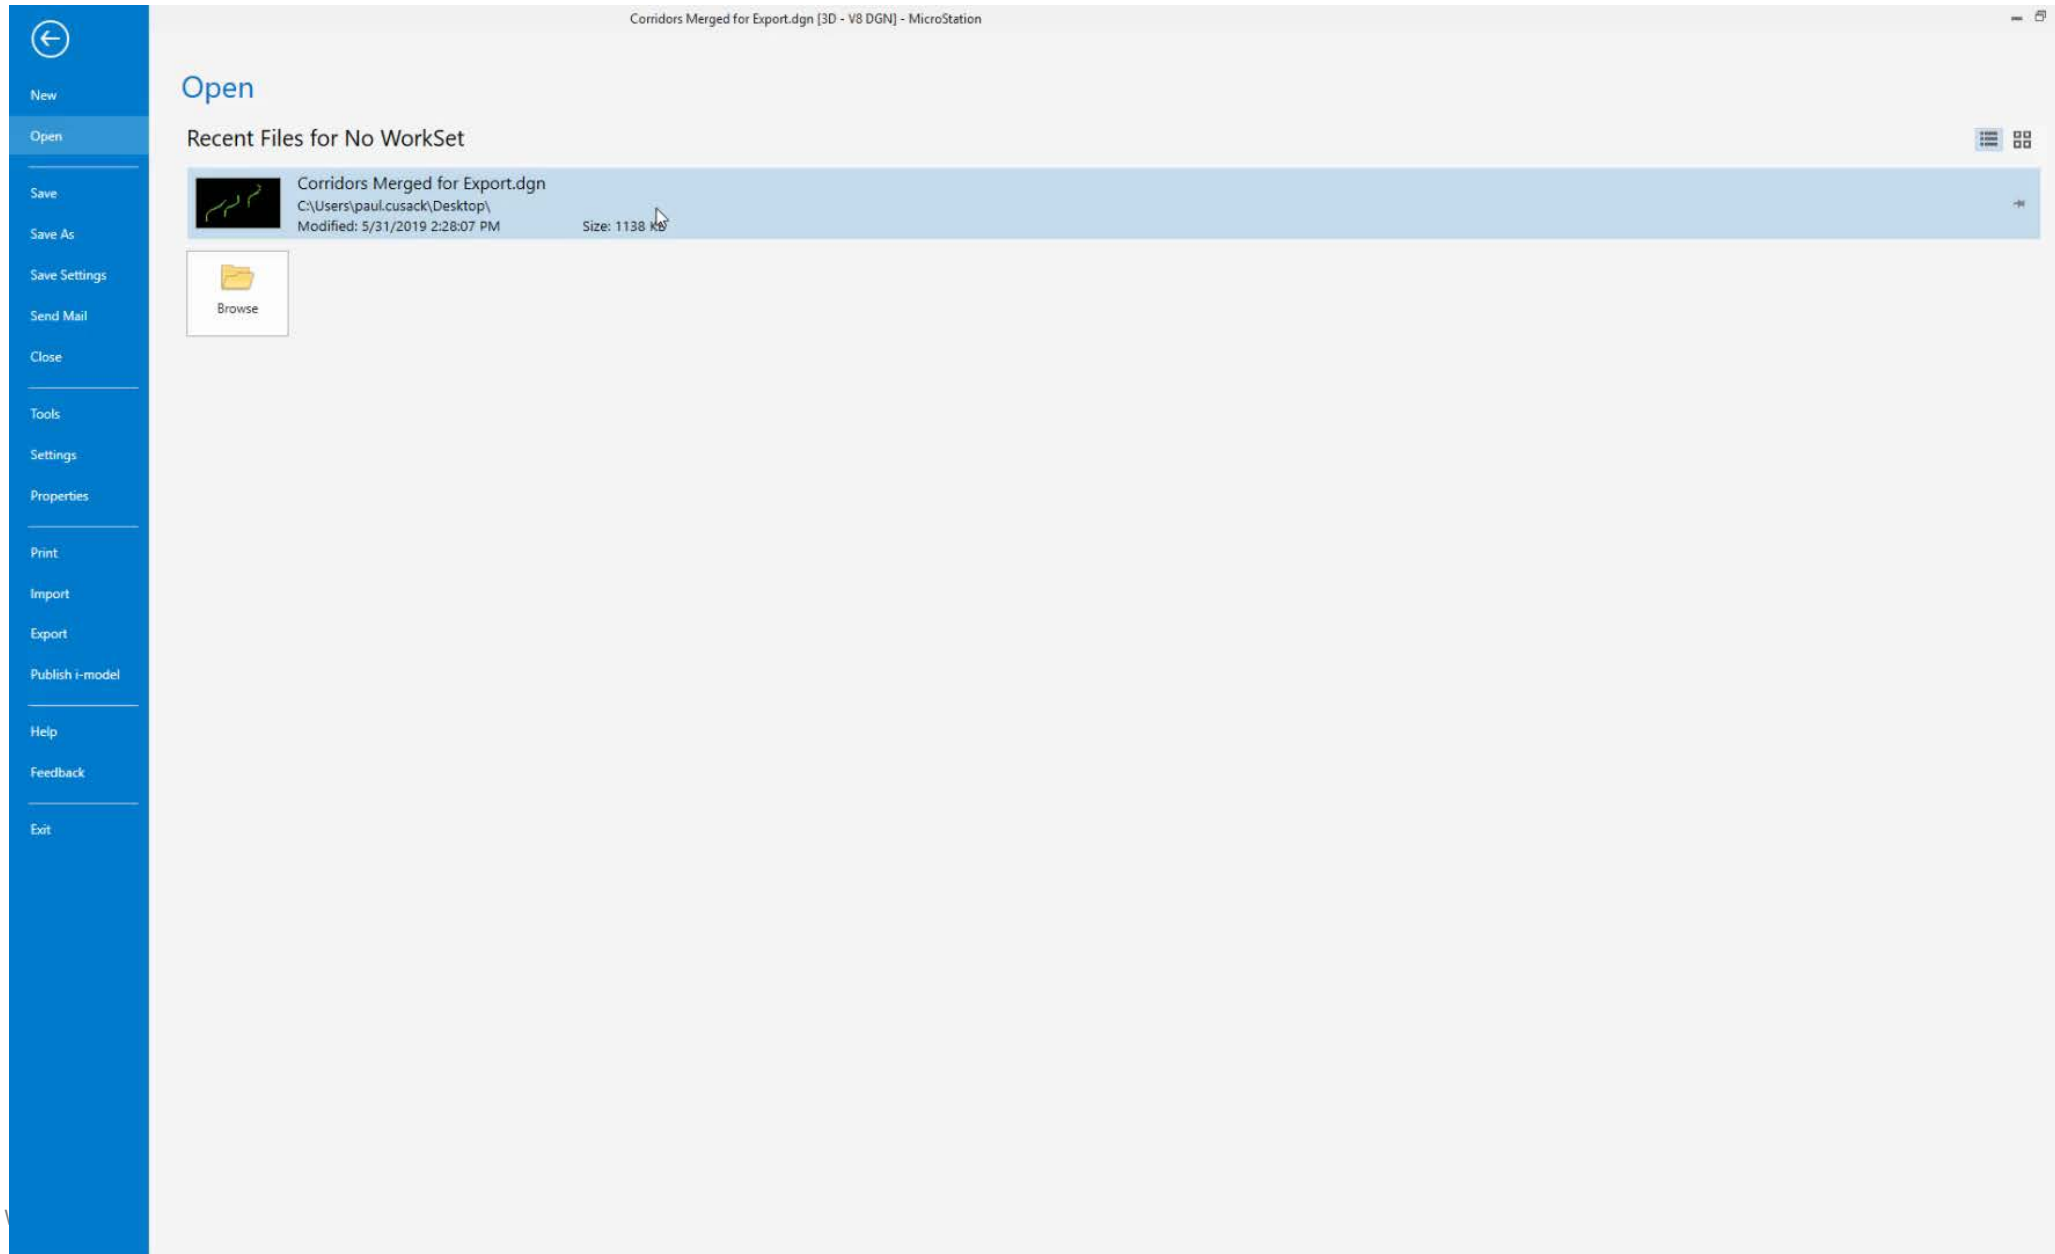 Corridors Merged for Export.dgn [3D - V8 DGN] - MicroStation
New
Open
Save
Save As
Save Settings
Send Mail
Close
Tools
Settings
Properties
Print
Import
Export
Publish i-model
Help
Feedback
Exit
Open
Recent Files for No WorkSet
Corridors Merged for Export.dgn
C:\Users\paul.cusack\Desktop\
Modified: 5/31/2019 2:28:07 PM Size: 1138 KB
Browse